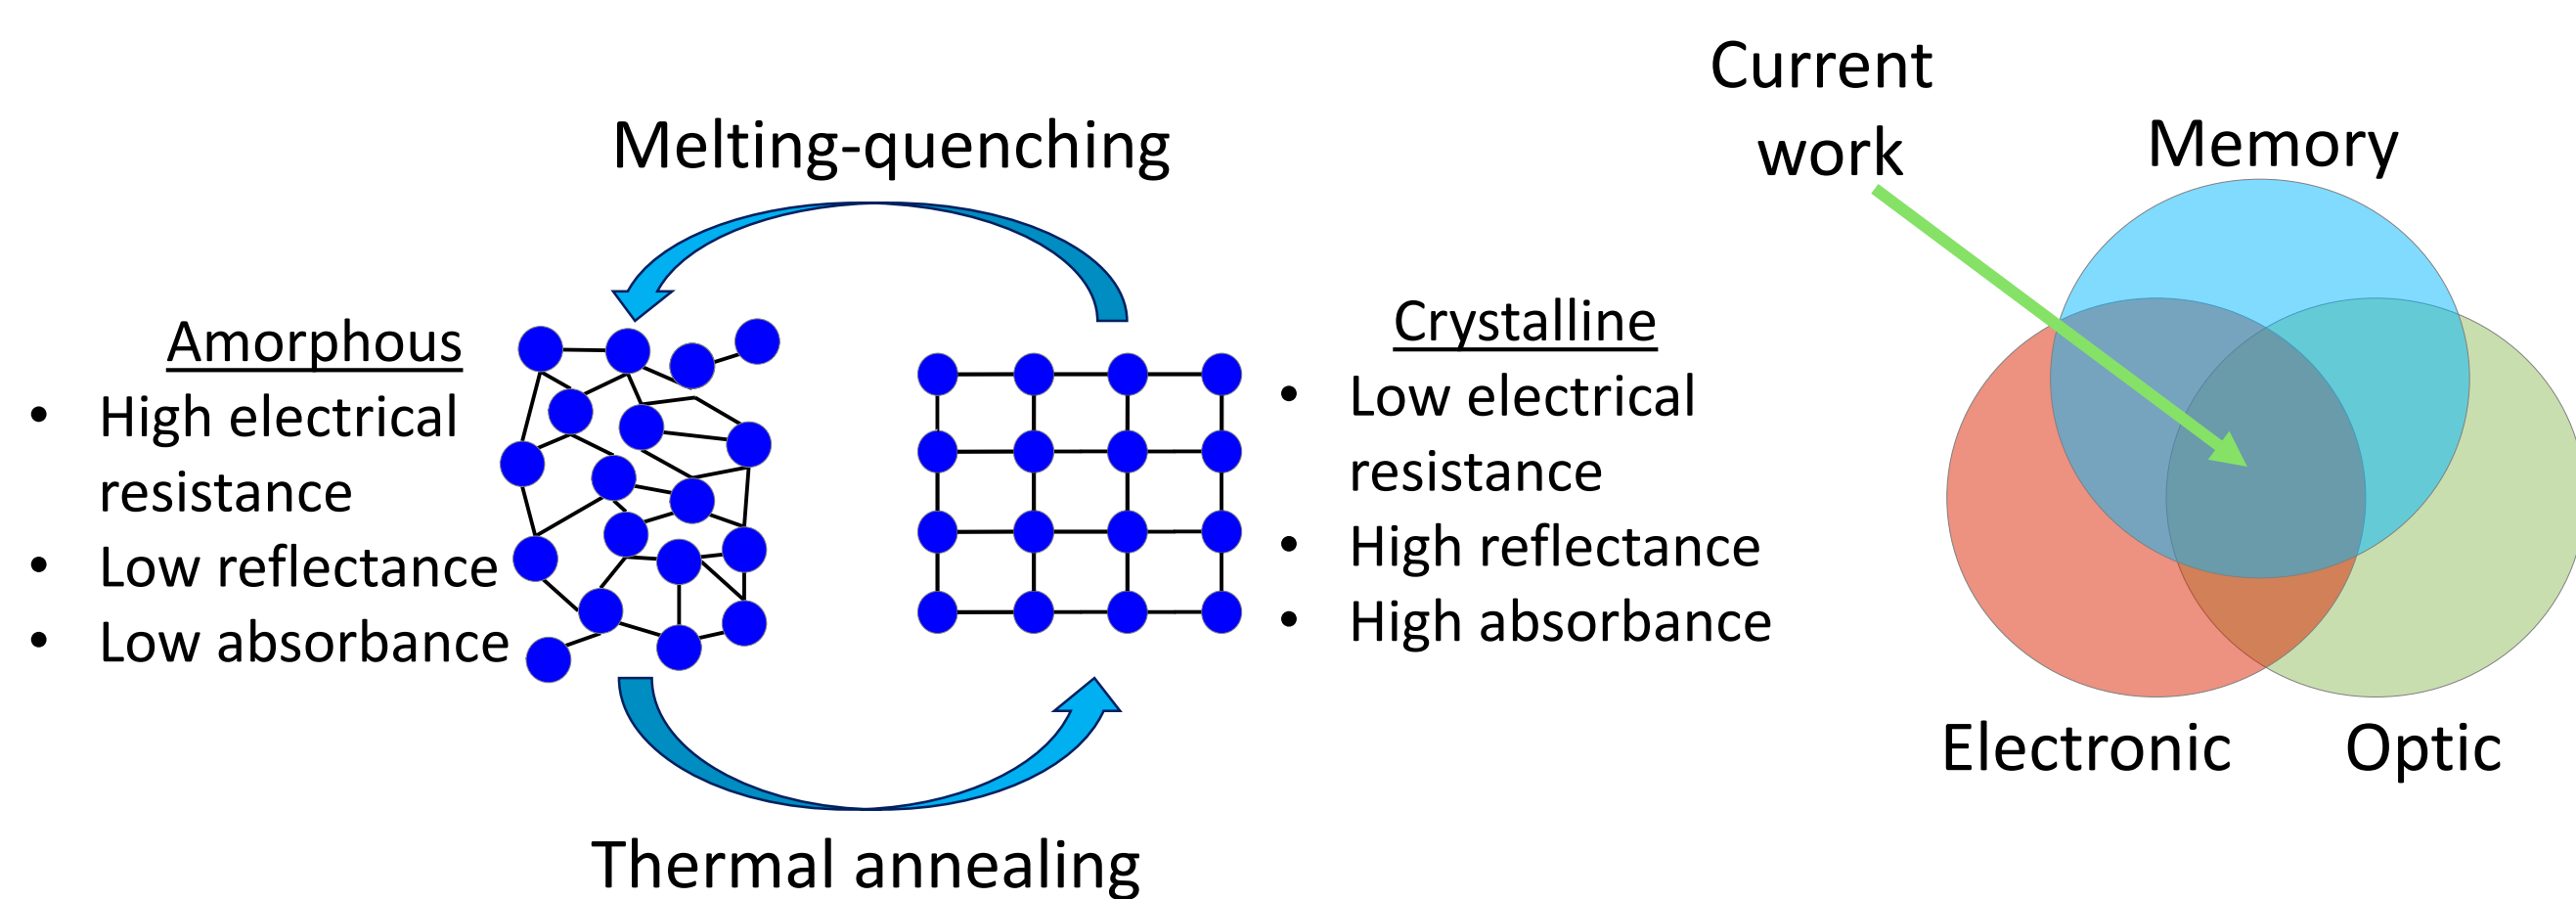 Melting-quenching
Amorphous
• High electrical
resistance
• Low reflectance
• Low absorbance
Crystalline
• Low electrical
resistance
• High reflectance
• High absorbance
Thermal annealing
Current
work
Memory
Electronic
Optic